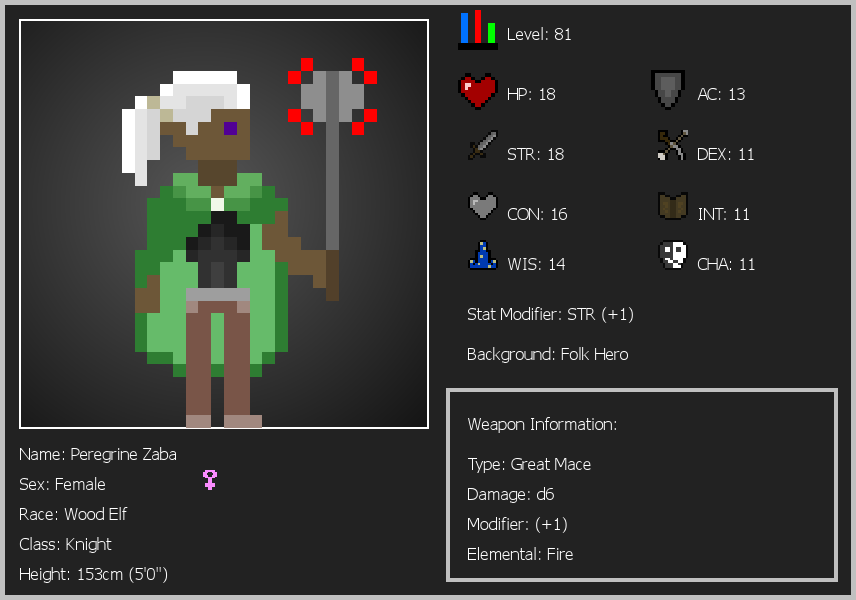 Level: 81
HP: 18
AC: 13
STR: 18
DEX: 11
CON: 16
INT: 11
WIS: 14
CHA: 11
Stat Modifier: STR (+1)
Background: Folk Hero
Weapon Information:
Type: Great Mace
Damage: d6
Modifier: (+1)
Elemental: Fire
Name: Peregrine Zaba
Sex: Female
Race: Wood Elf
Class: Knight
Height: 153cm (5'0")